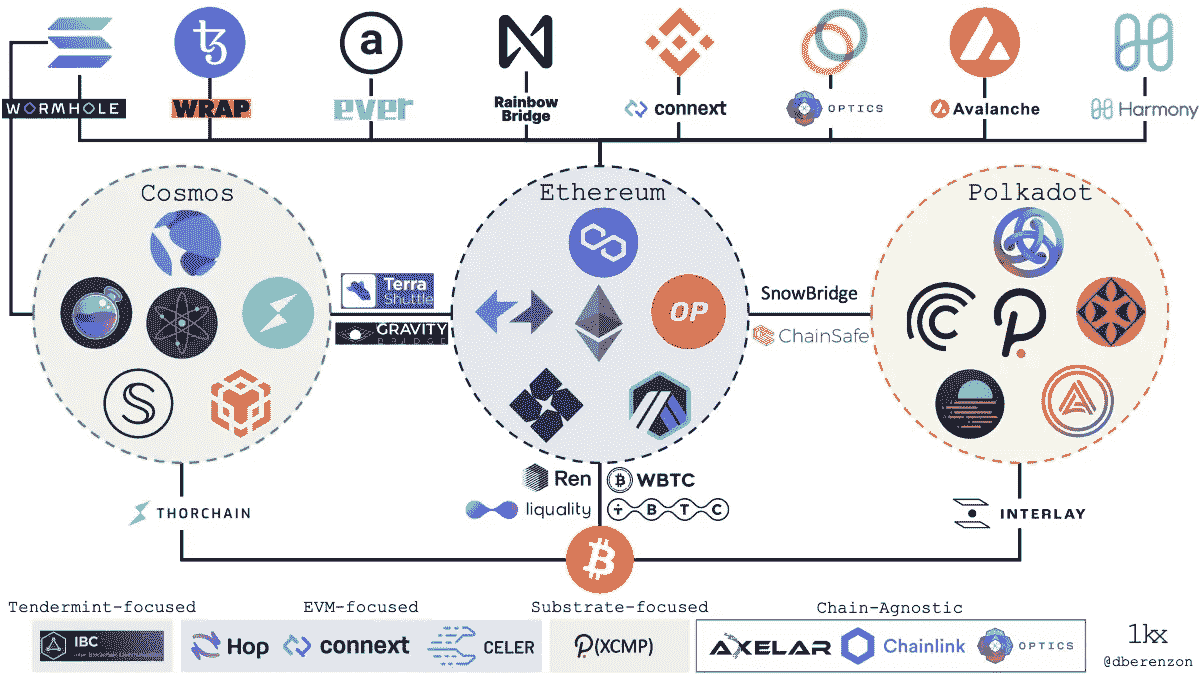 a
WORMHOLE
WRAP
ever
Rainbow
Bridge
connext
OPTICS
Avalanche
Harmony
Cosmos
Ethereum
Polkadot
Terra
Shuttle
GRAVITY
BRIDGE
OP
SnowBridge
ChainSafe
S
Ren
WBTC
liquality
TBTC
THORCHAIN
INTERLAY
Tendermint-focused
EVM-focused
Substrate-focused
Chain-Agnostic
IBC
Hop
connext
CELER
(XCMP)
AXELAR
Chainlink
OPTICS
1kx
@dberenzon